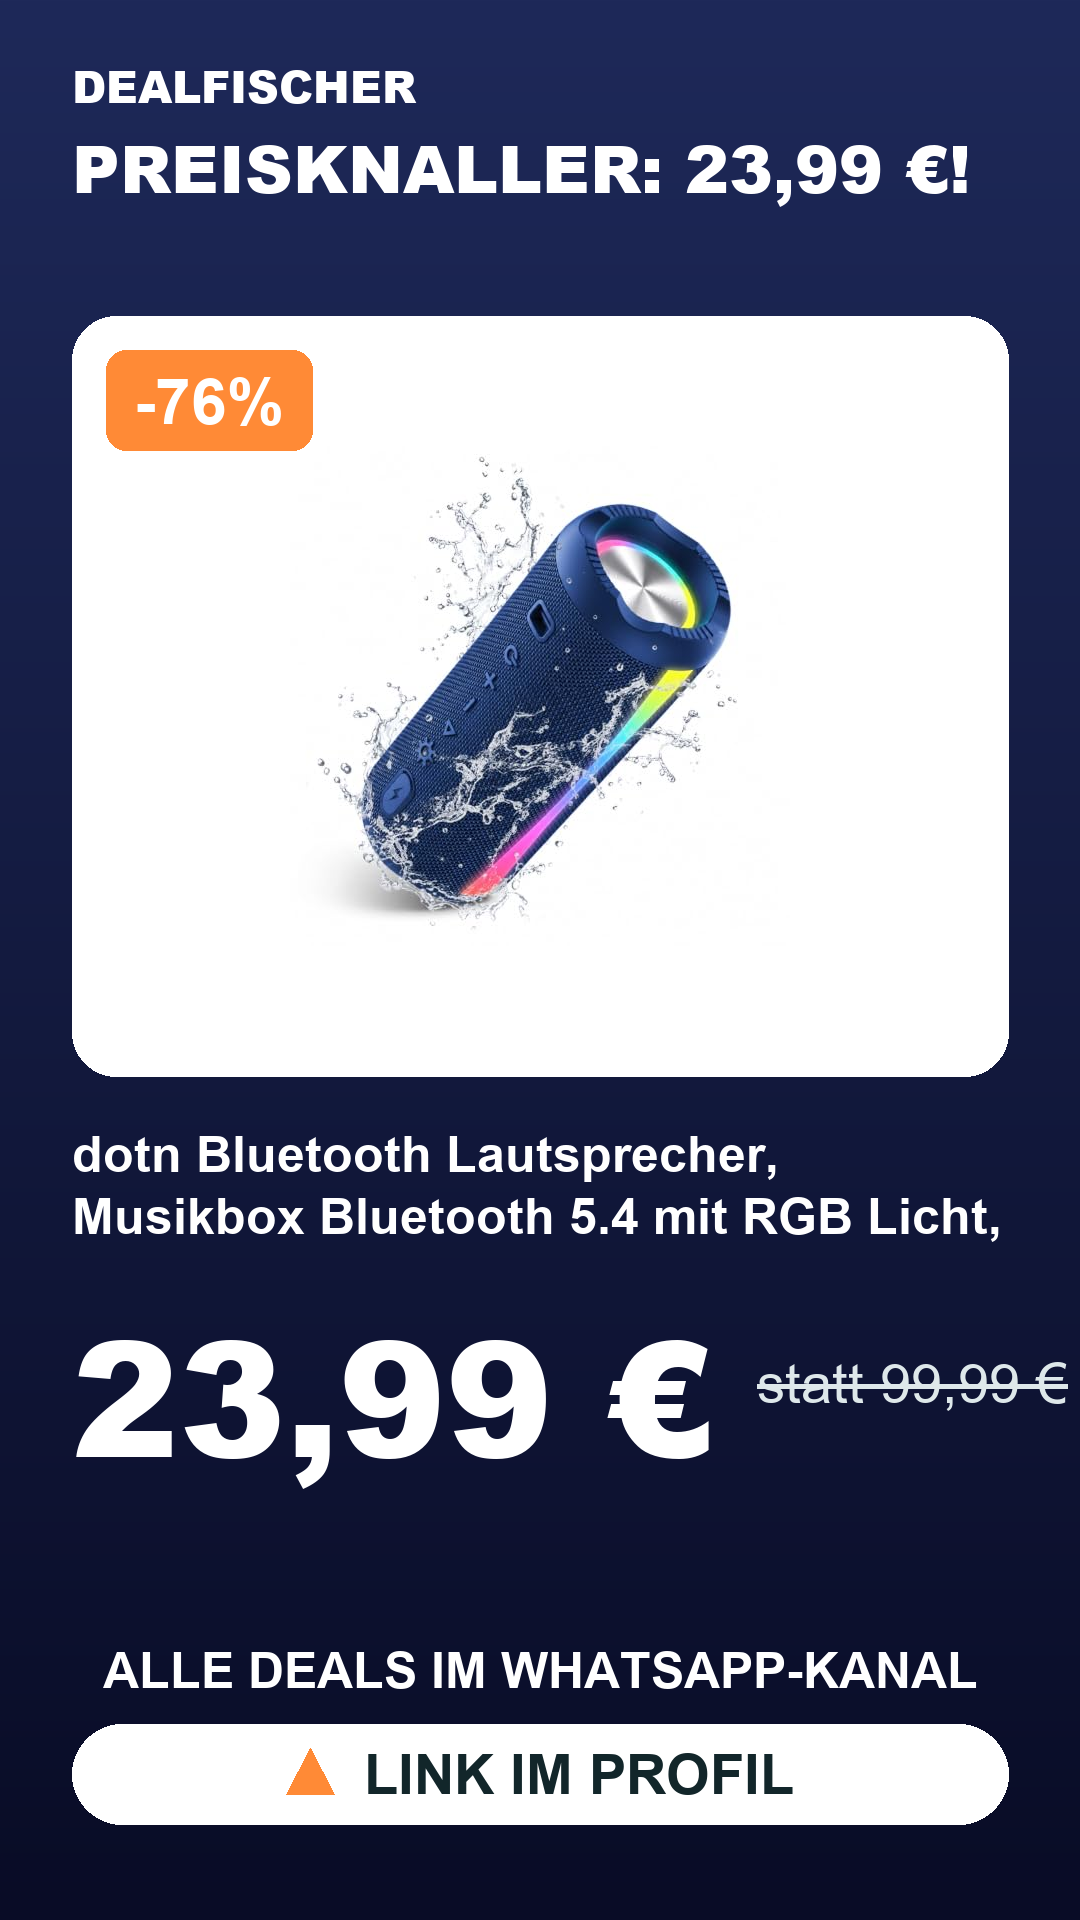 DEALFISCHER
PREISKNALLER: 23,99 €!
-76%
dotn Bluetooth Lautsprecher,
Musikbox Bluetooth 5.4 mit RGB Licht,
23,99 € statt 99,99 €
ALLE DEALS IM WHATSAPP-KANAL
LINK IM PROFIL